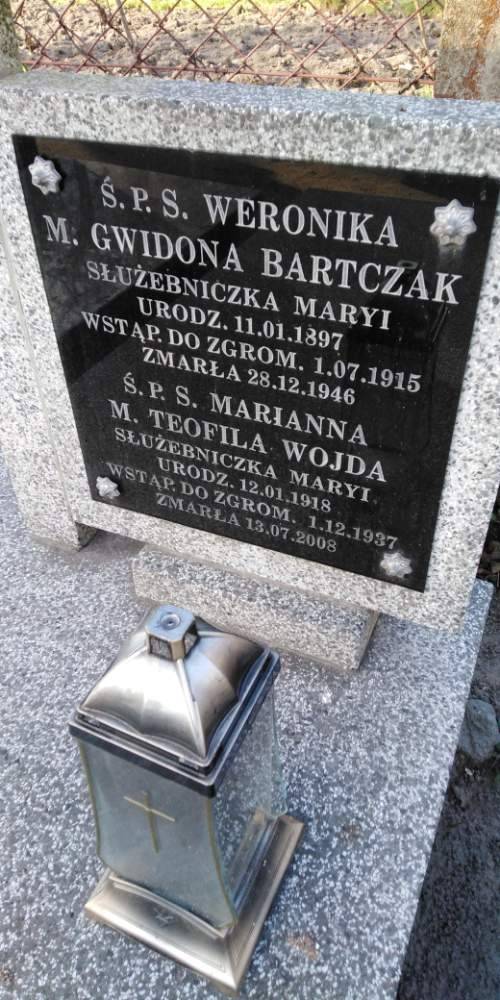 Ś.P.S. WERONIKA
M. GWIDONA BARTCZAK
SŁUŻEBNICZKA MARYI
URODZ. 11.01.1897
WSTĄP. DO ZGROM. 1.07.1915
ZMARŁA 28.12.1946
Ś.P.S. MARIANNA
M. TEOFILA WOJDA
SŁUŻEBNICZKA MARYI
URODZ. 12.01.1918
WSTĄP. DO ZGROM. 1.12.1937
ZMARŁA 13.07.2008